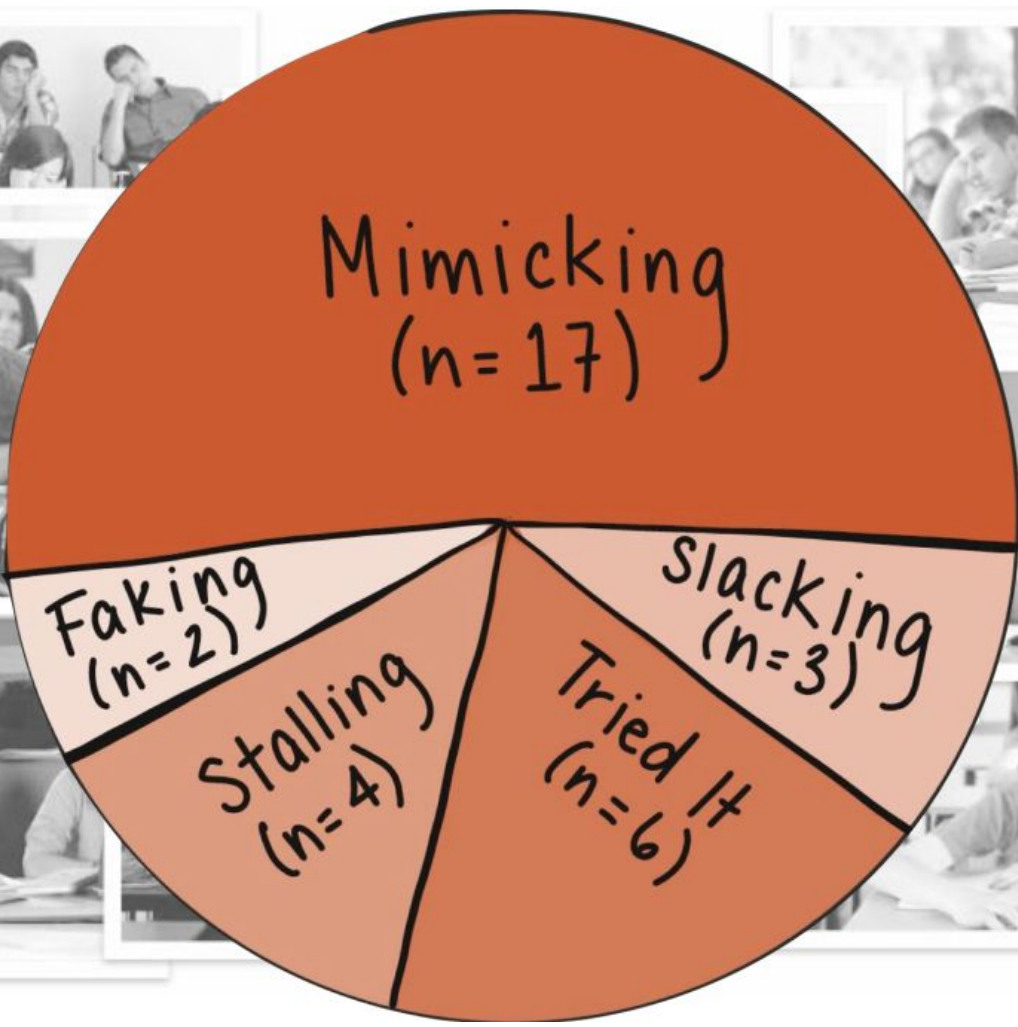 Mimicking
(n=17)
Slacking
(n=3)
Faking
(n=2)
Stalling
(n=4)
Tried It
(n=6)